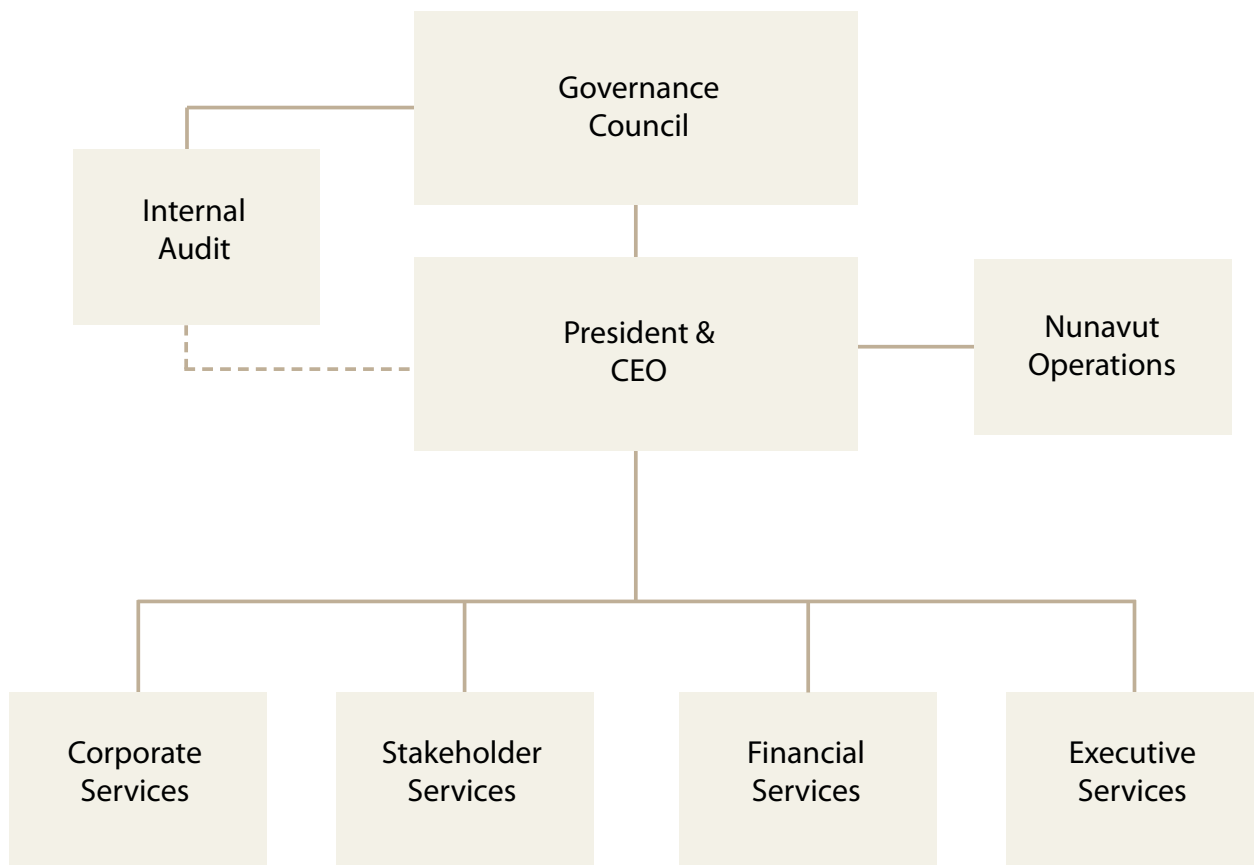 Governance
Council
Internal
Audit
President &
CEO
Nunavut
Operations
Corporate
Services
Stakeholder
Services
Financial
Services
Executive
Services